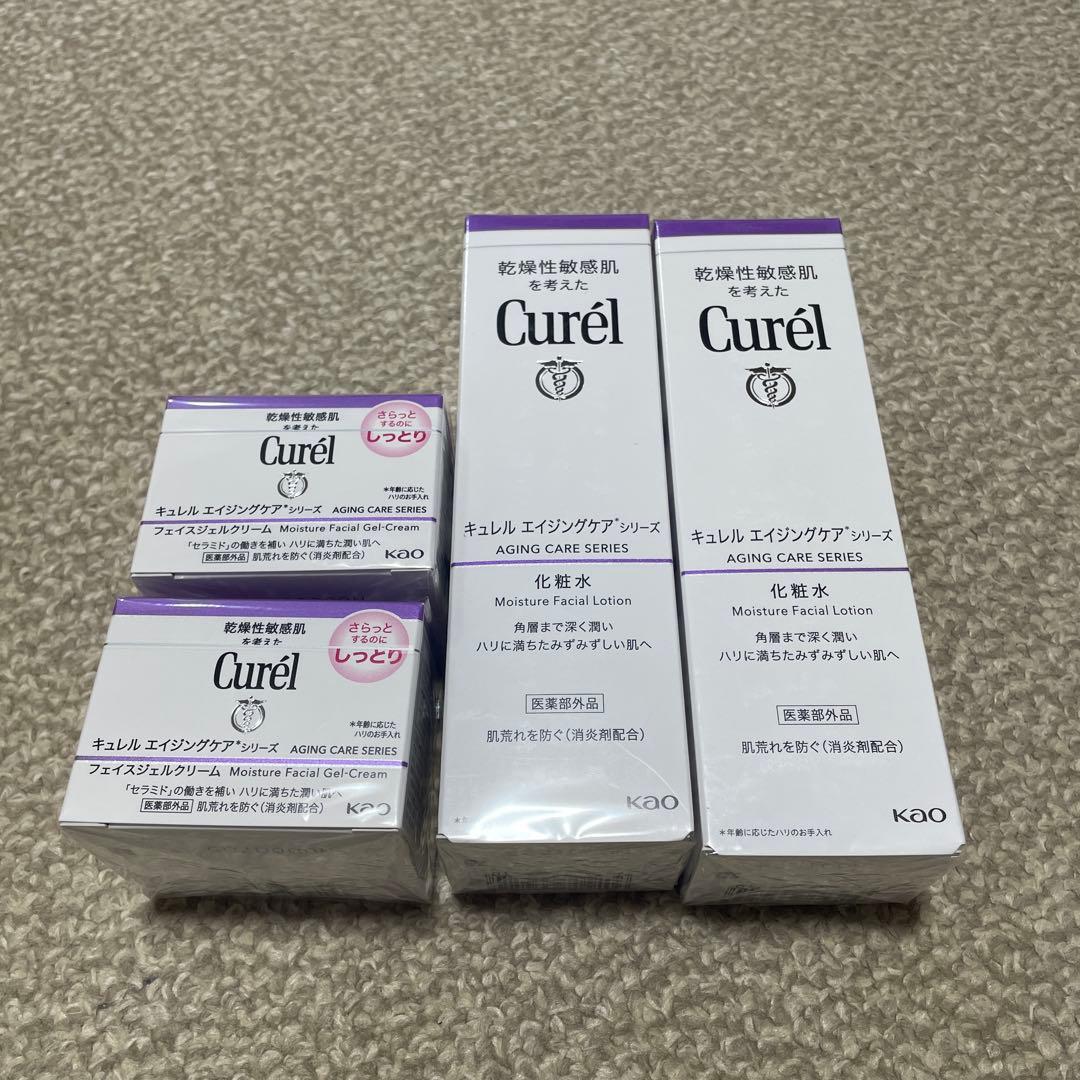 乾燥性敏感肌
を考えた
Curél
さらっと
するのに
しっとり
*年齢に応じた
ハリのお手入れ
キュレル エイジングケア*シリーズ AGING CARE SERIES
フェイスジェルクリーム Moisture Facial Gel-Cream
「セラミド」の働きを補い ハリに満ちた潤い肌へ
医薬部外品 肌荒れを防ぐ(消炎剤配合)
Kao
乾燥性敏感肌
を考えた
Curél
さらっと
するのに
しっとり
*年齢に応じた
ハリのお手入れ
キュレル エイジングケア*シリーズ AGING CARE SERIES
フェイスジェルクリーム Moisture Facial Gel-Cream
「セラミド」の働きを補い ハリに満ちた潤い肌へ
医薬部外品 肌荒れを防ぐ(消炎剤配合)
Kao
乾燥性敏感肌
を考えた
Curél
キュレル エイジングケア*シリーズ
AGING CARE SERIES
化粧水
Moisture Facial Lotion
角層まで深く潤い
ハリに満ちたみずみずしい肌へ
医薬部外品
肌荒れを防ぐ(消炎剤配合)
Kao
乾燥性敏感肌
を考えた
Curél
キュレル エイジングケア*シリーズ
AGING CARE SERIES
化粧水
Moisture Facial Lotion
角層まで深く潤い
ハリに満ちたみずみずしい肌へ
医薬部外品
肌荒れを防ぐ(消炎剤配合)
Kao
*年齢に応じたハリのお手入れ